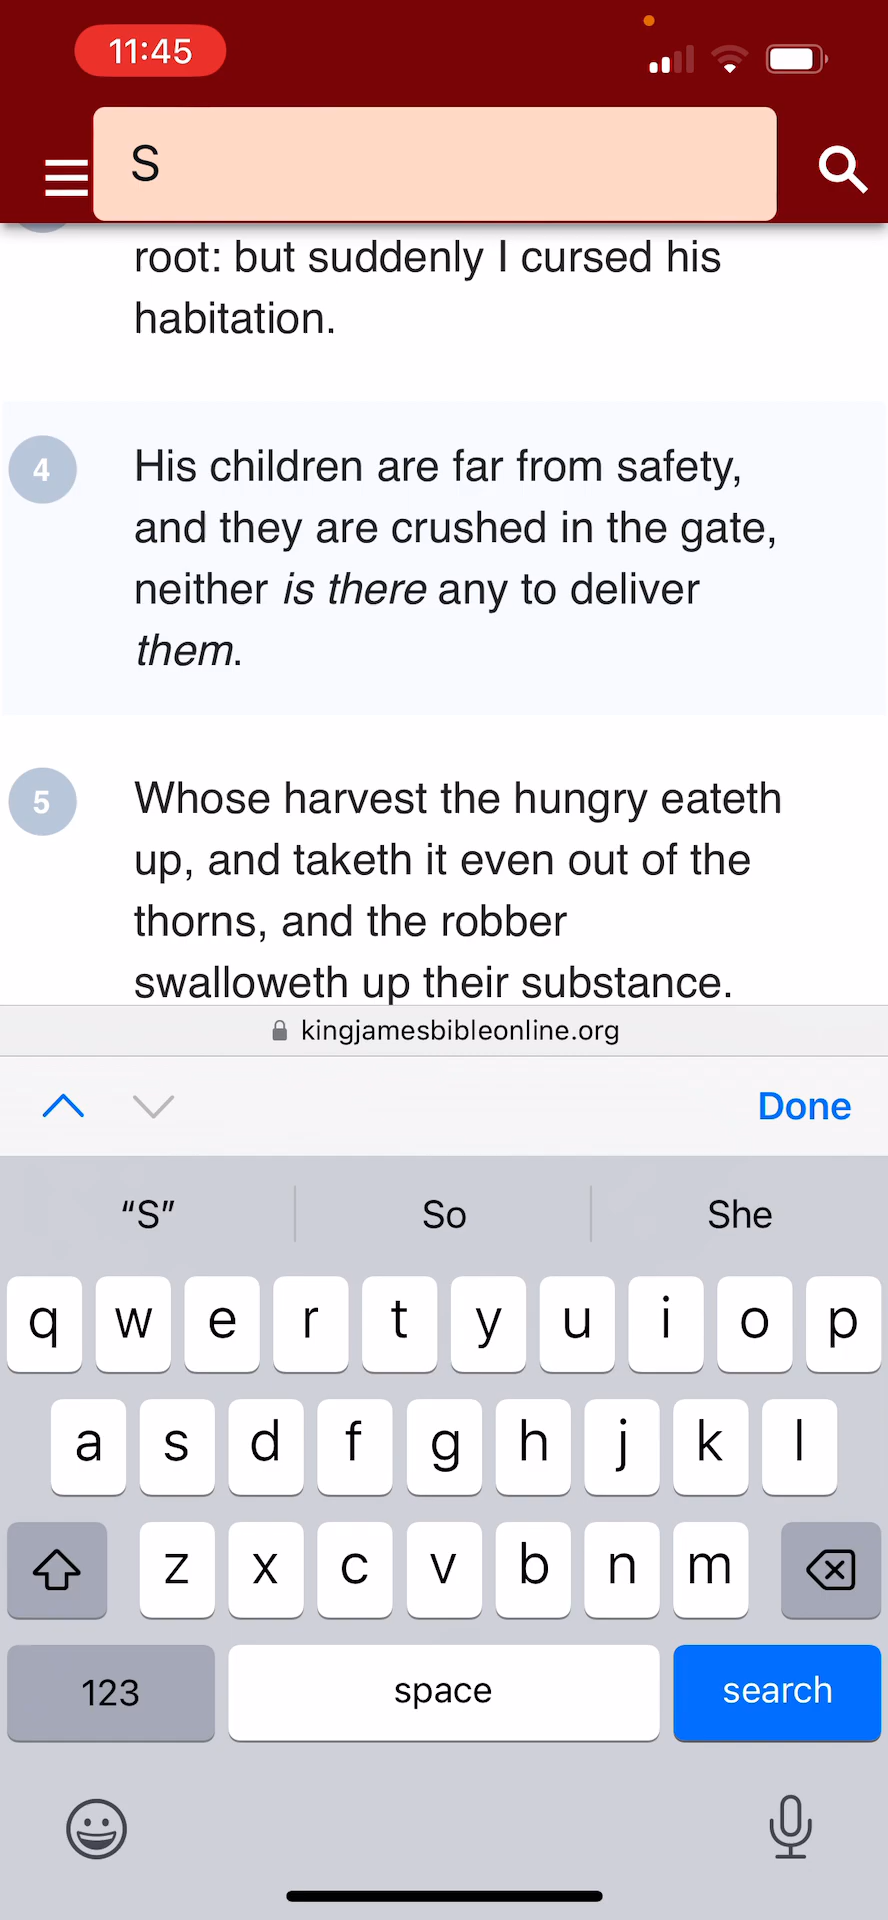 11:45
S
root: but suddenly I cursed his
habitation.
4
His children are far from safety,
and they are crushed in the gate,
neither is there any to deliver
them.
5
Whose harvest the hungry eateth
up, and taketh it even out of the
thorns, and the robber
swalloweth up their substance.
kingjamesbibleonline.org
Done
“S” So She
q w e r t y u i o p
a s d f g h j k l
z x c v b n m
123 space search